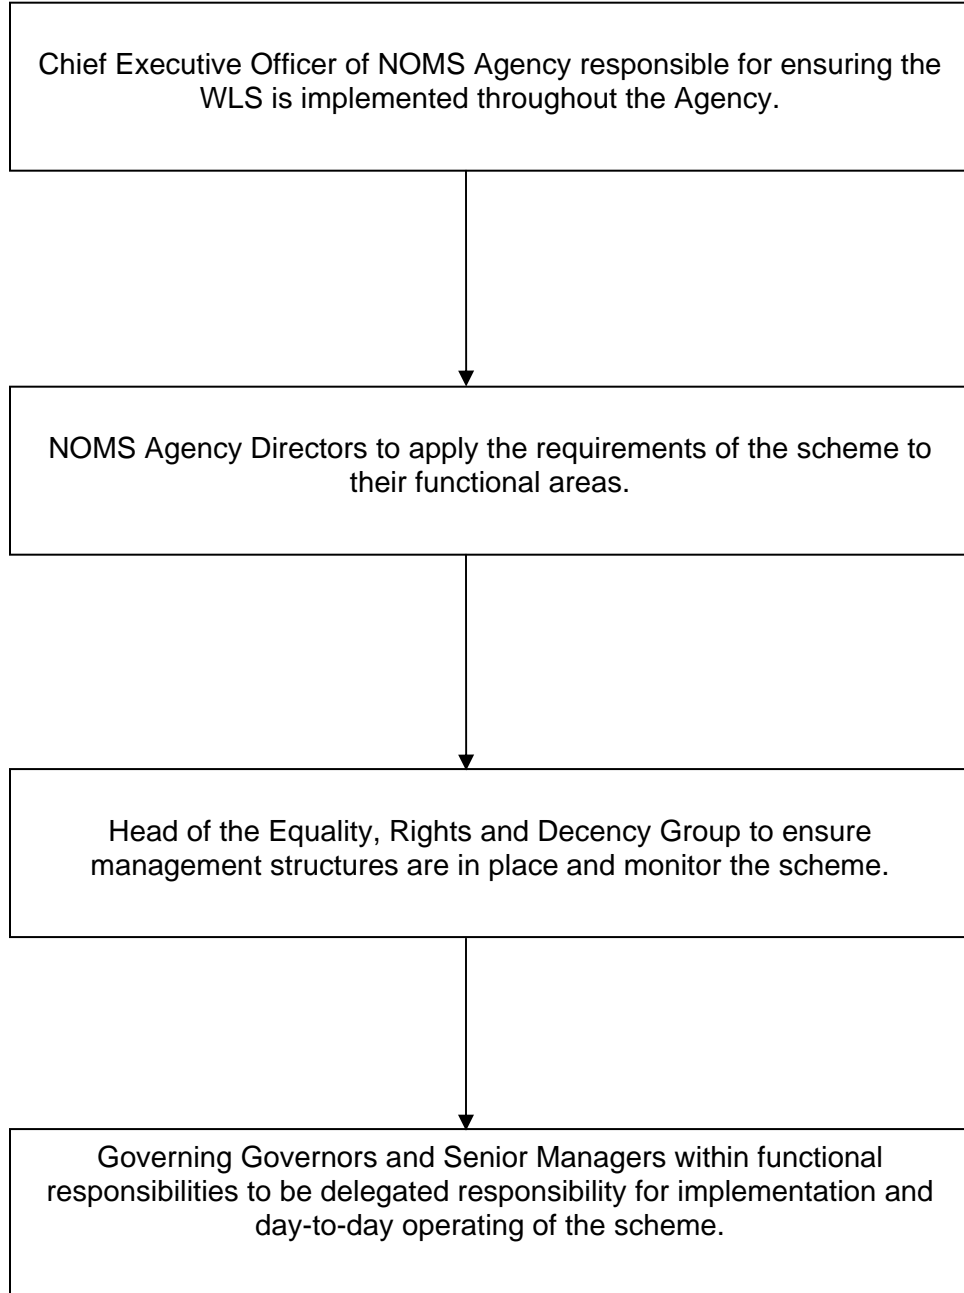 Chief Executive Officer of NOMS Agency responsible for ensuring the
WLS is implemented throughout the Agency.
NOMS Agency Directors to apply the requirements of the scheme to
their functional areas.
Head of the Equality, Rights and Decency Group to ensure
management structures are in place and monitor the scheme.
Governing Governors and Senior Managers within functional
responsibilities to be delegated responsibility for implementation and
day-to-day operating of the scheme.